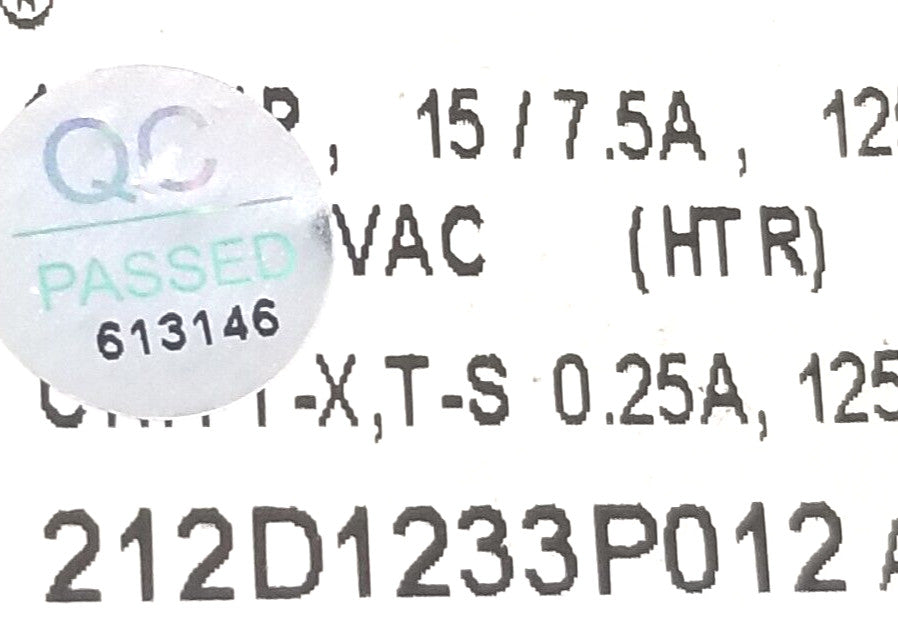 ®
, 15 / 7.5A ,
VAC (HTR)
QC
PASSED
613146
-X,T-S 0.25A,
212D1233P012